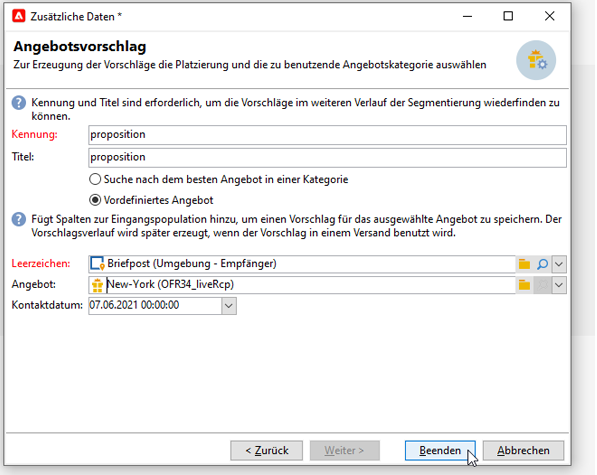 Zusätzliche Daten *
Angebotsvorschlag
Zur Erzeugung der Vorschläge die Platzierung und die zu benutzende Angebotskategorie auswählen
Kennung und Titel sind erforderlich, um die Vorschläge im weiteren Verlauf der Segmentierung wiederfinden zu
können.
Kennung: proposition
Titel: proposition
Suche nach dem besten Angebot in einer Kategorie
Vordefiniertes Angebot
Fügt Spalten zur Eingangspopulation hinzu, um einen Vorschlag für das ausgewählte Angebot zu speichern. Der
Vorschlagsverlauf wird später erzeugt, wenn der Vorschlag in einem Versand benutzt wird.
Leerzeichen: Briefpost (Umgebung - Empfänger)
Angebot: New-York (OFR34_liveRcp)
Kontaktdatum: 07.06.2021 00:00:00
< Zurück Weiter > Beenden Abbrechen